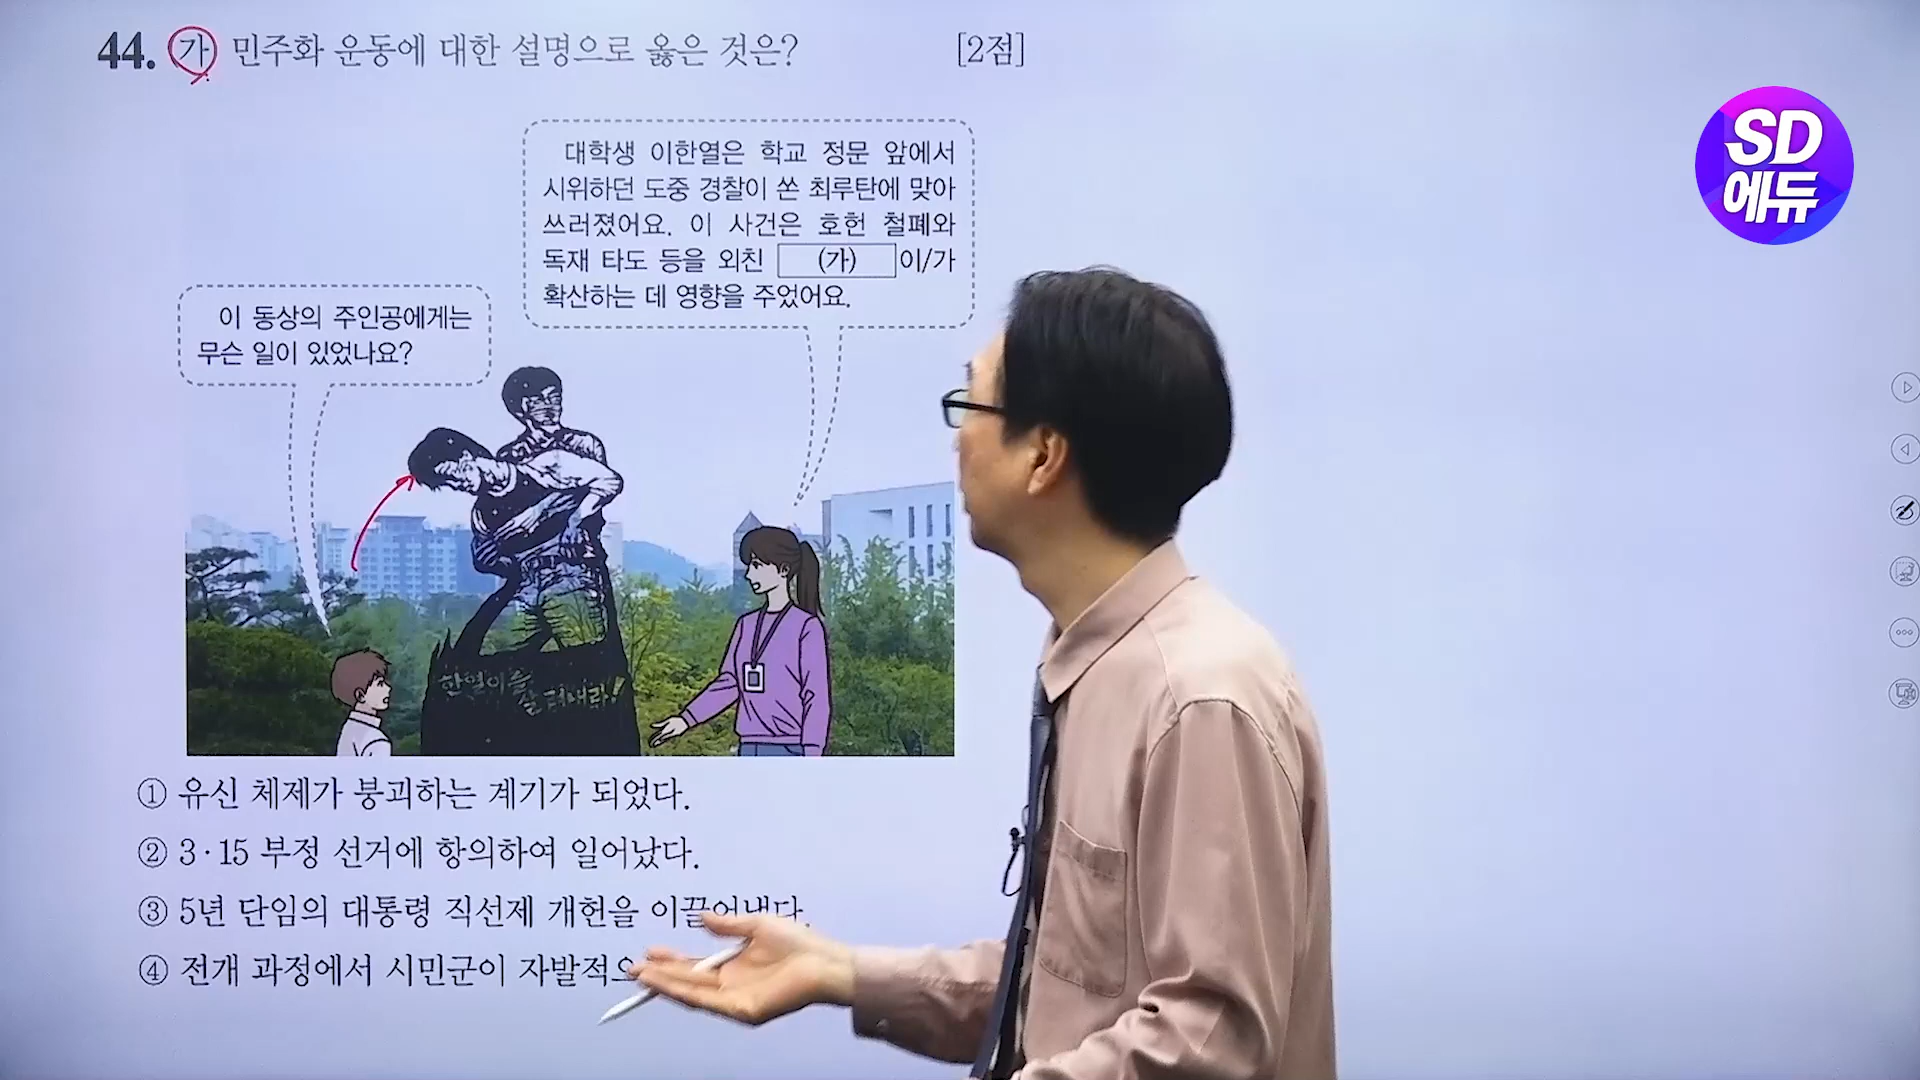 44. 가 민주화 운동에 대한 설명으로 옳은 것은? [2점]
대학생 이한열은 학교 정문 앞에서
시위하던 도중 경찰이 쏜 최루탄에 맞아
쓰러졌어요. 이 사건은 호헌 철폐와
독재 타도 등을 외친 (가) 이/가
확산하는 데 영향을 주었어요.
이 동상의 주인공에게는
무슨 일이 있었나요?
한열이를
살려내라!
① 유신 체제가 붕괴하는 계기가 되었다.
② 3·15 부정 선거에 항의하여 일어났다.
③ 5년 단임의 대통령 직선제 개헌을 이끌어냈다.
④ 전개 과정에서 시민군이 자발적으
SD
에듀